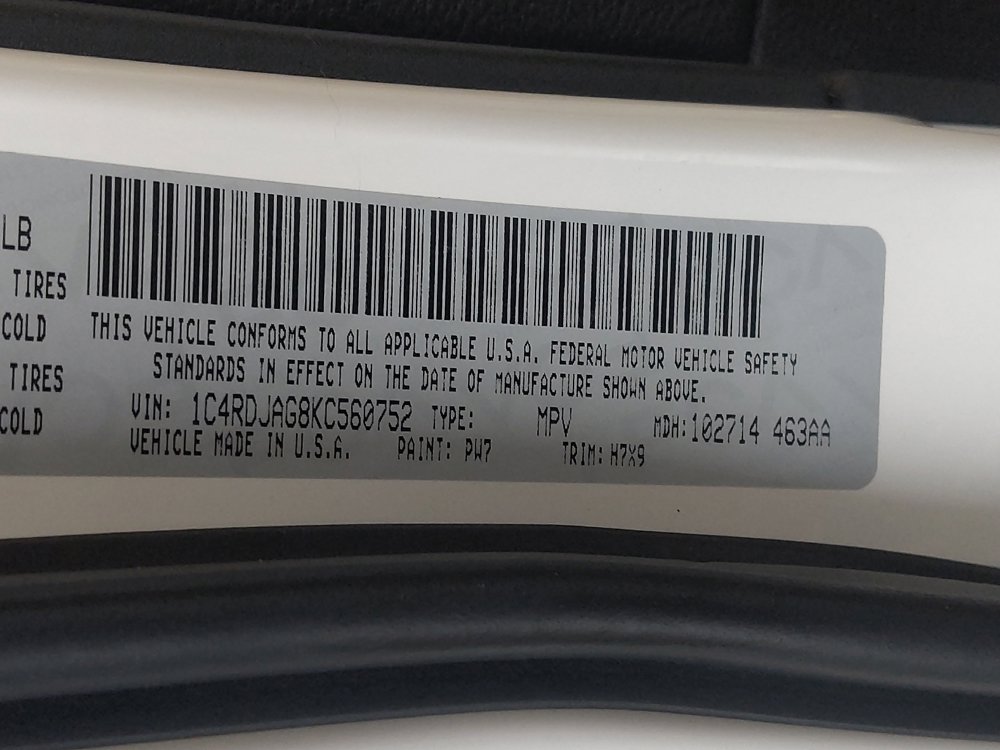 LB
TIRES
COLD
TIRES
COLD
THIS VEHICLE CONFORMS TO ALL APPLICABLE U.S.A. FEDERAL MOTOR VEHICLE SAFETY
STANDARDS IN EFFECT ON THE DATE OF MANUFACTURE SHOWN ABOVE.
VIN: 1C4RDJAG8KC560752 TYPE: MPV MDH:102714 463AA
VEHICLE MADE IN U.S.A. PAINT: PW7 TRIM: H7X9